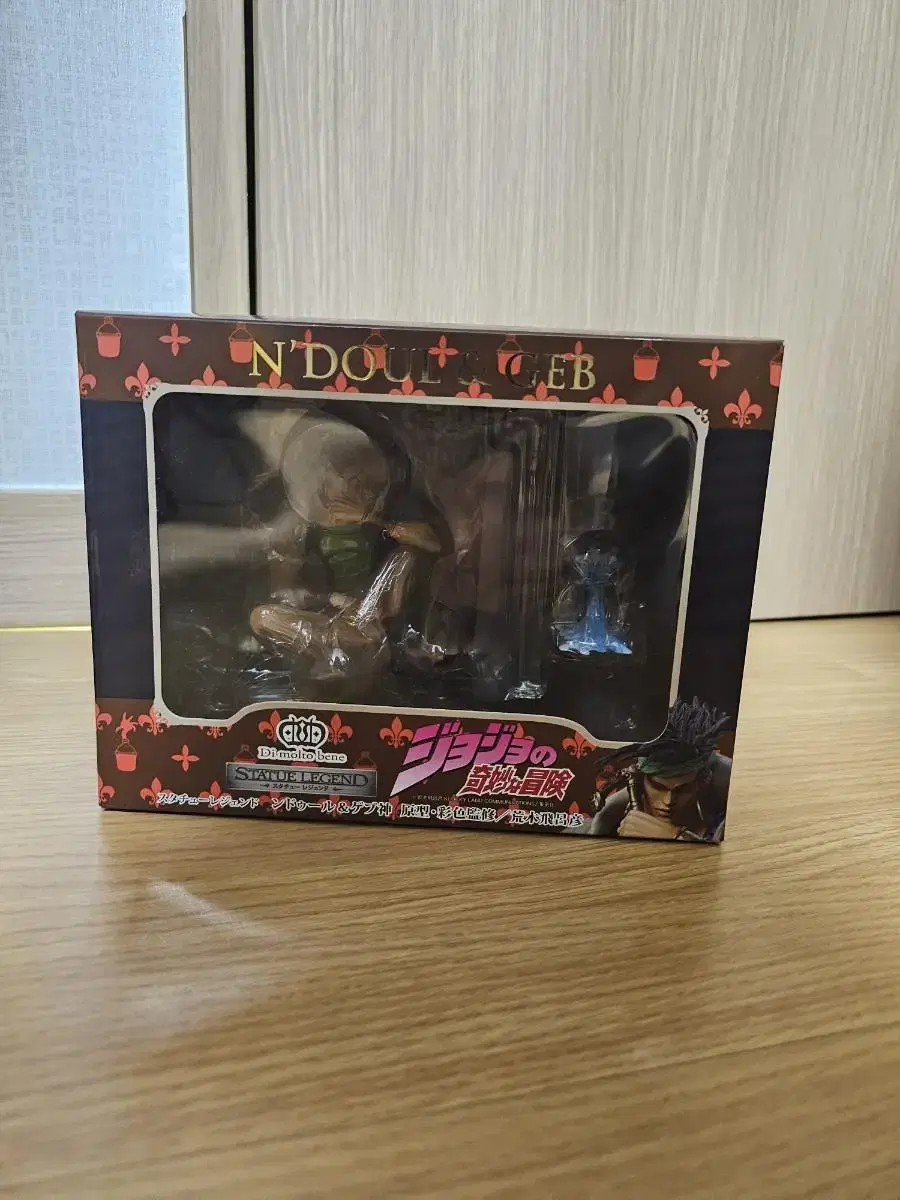 N'DOUL & GEB
Di molto bene
STATUE LEGEND
スタチュー レジェンド
ジョジョの
奇妙な冒険
スタチューレジェンド ンドゥール&ゲブ神 原型・彩色監修/荒木飛呂彦